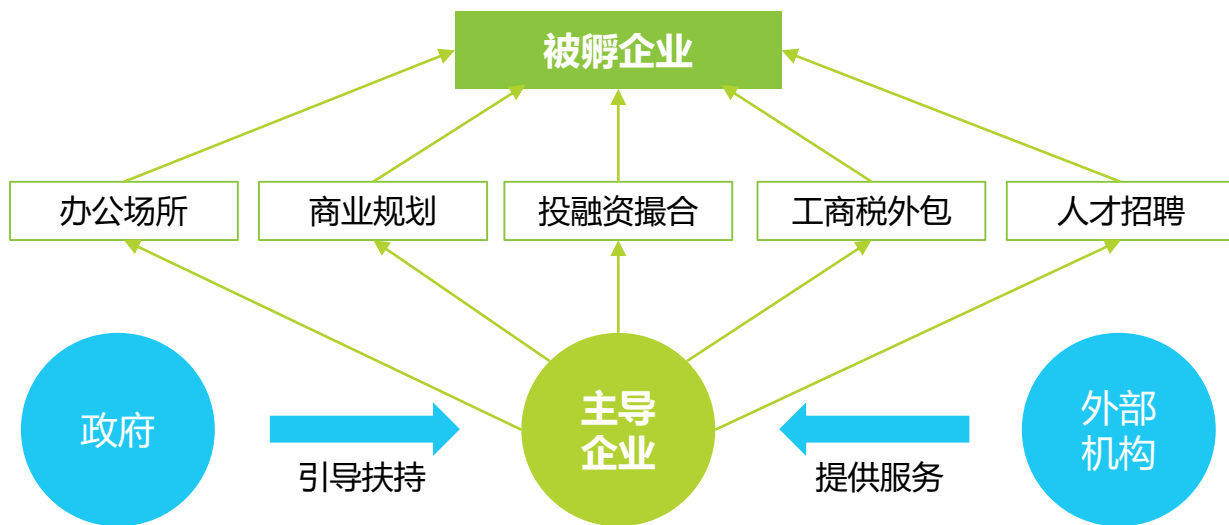 被孵企业
办公场所
商业规划
投融资撮合
工商税外包
人才招聘
政府
引导扶持
主导
企业
提供服务
外部
机构